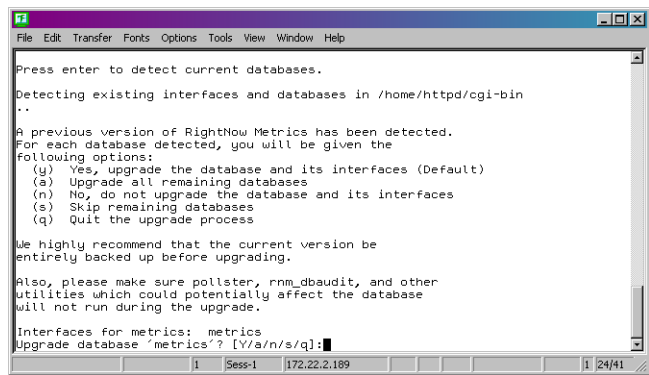 File Edit Transfer Fonts Options Tools View Window Help
Press enter to detect current databases.
Detecting existing interfaces and databases in /home/httpd/cgi-bin
..
A previous version of RightNow Metrics has been detected.
For each database detected, you will be given the
following options:
(y) Yes, upgrade the database and its interfaces (Default)
(a) Upgrade all remaining databases
(n) No, do not upgrade the database and its interfaces
(s) Skip remaining databases
(q) Quit the upgrade process
We highly recommend that the current version be
entirely backed up before upgrading.
Also, please make sure pollster, rnm_dbaudit, and other
utilities which could potentially affect the database
will not run during the upgrade.
Interfaces for metrics: metrics
Upgrade database ´metrics´? [Y/a/n/s/q]:
1 Sess-1 172.22.2.189 1 24/41